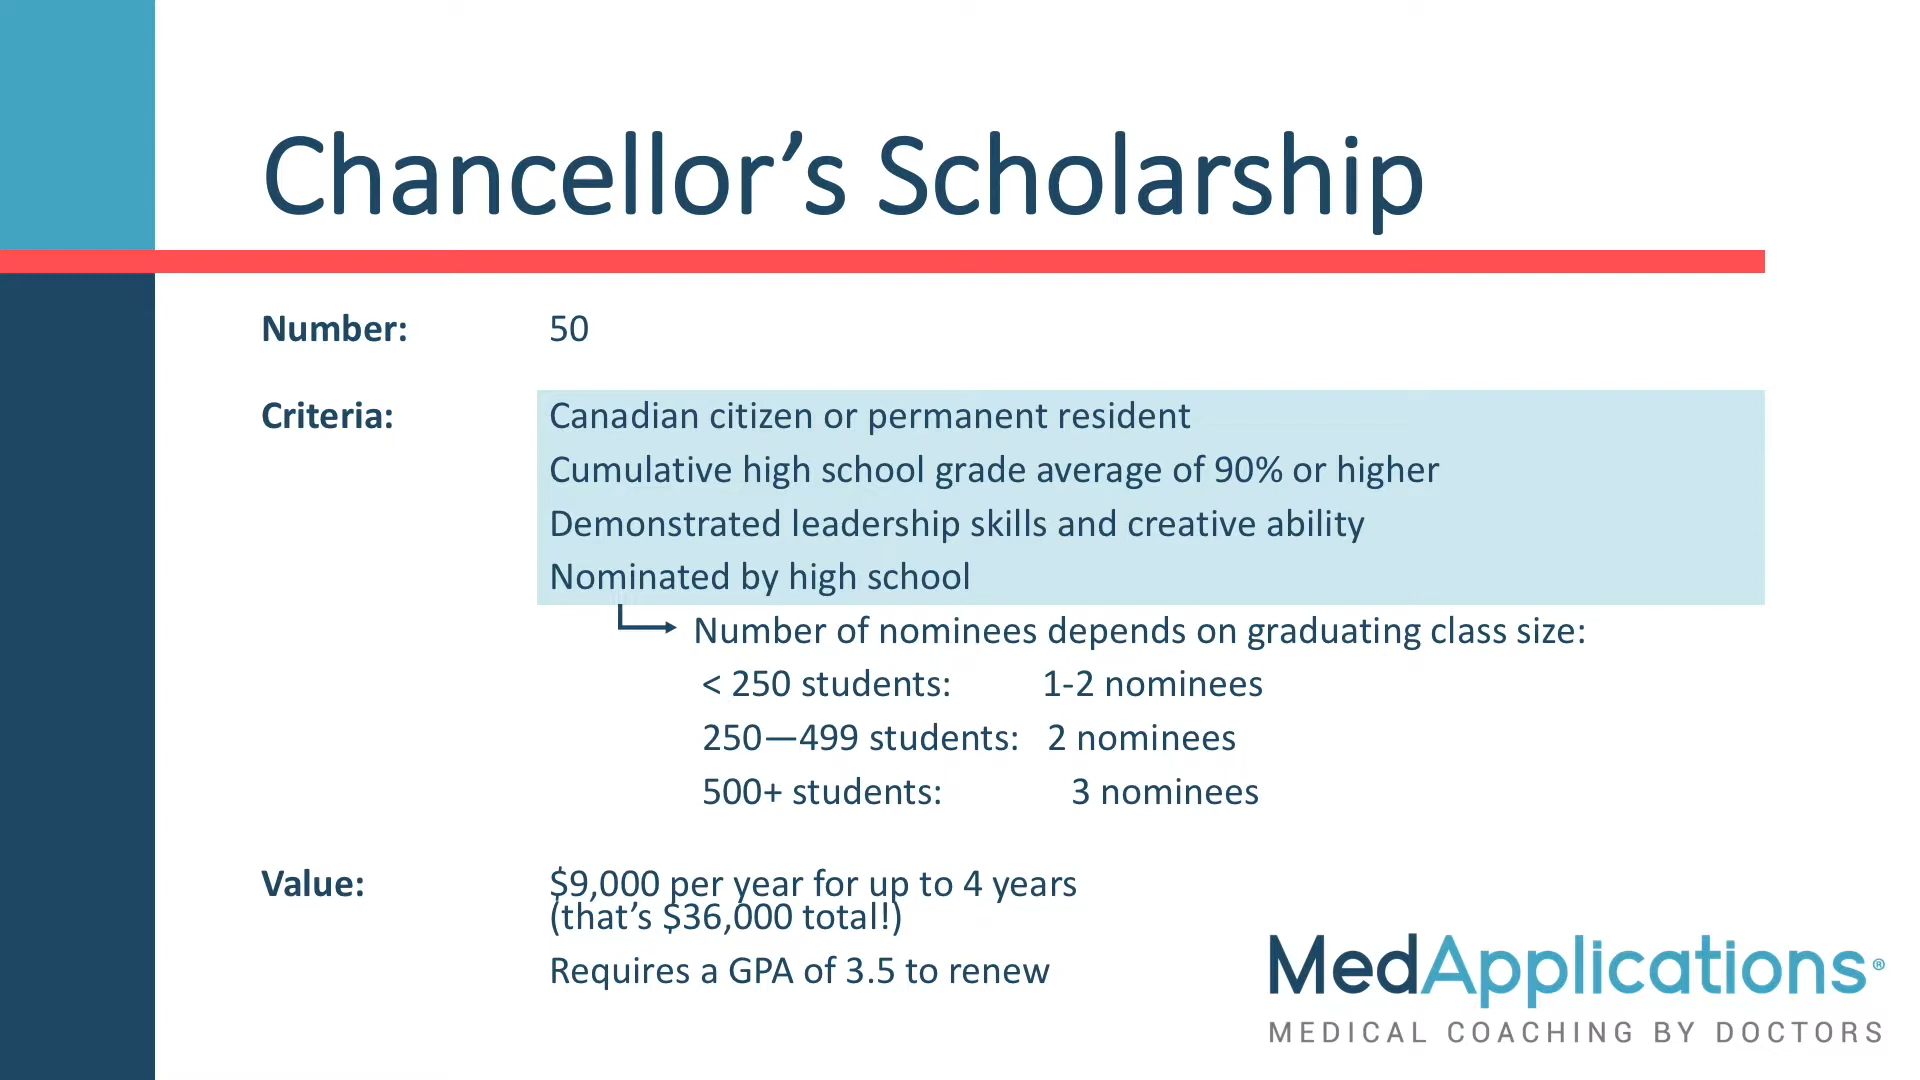 Chancellor’s Scholarship
Number: 50
Criteria: Canadian citizen or permanent resident
Cumulative high school grade average of 90% or higher
Demonstrated leadership skills and creative ability
Nominated by high school
Number of nominees depends on graduating class size:
< 250 students: 1-2 nominees
250—499 students: 2 nominees
500+ students: 3 nominees
Value: $9,000 per year for up to 4 years
(that’s $36,000 total!)
Requires a GPA of 3.5 to renew
MedApplications®
MEDICAL COACHING BY DOCTORS